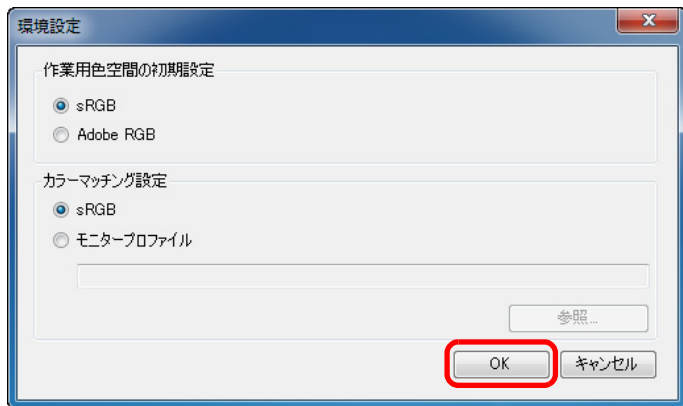 環境設定
作業用色空間の初期設定
sRGB
Adobe RGB
カラーマッチング設定
sRGB
モニタープロファイル
参照...
OK キャンセル